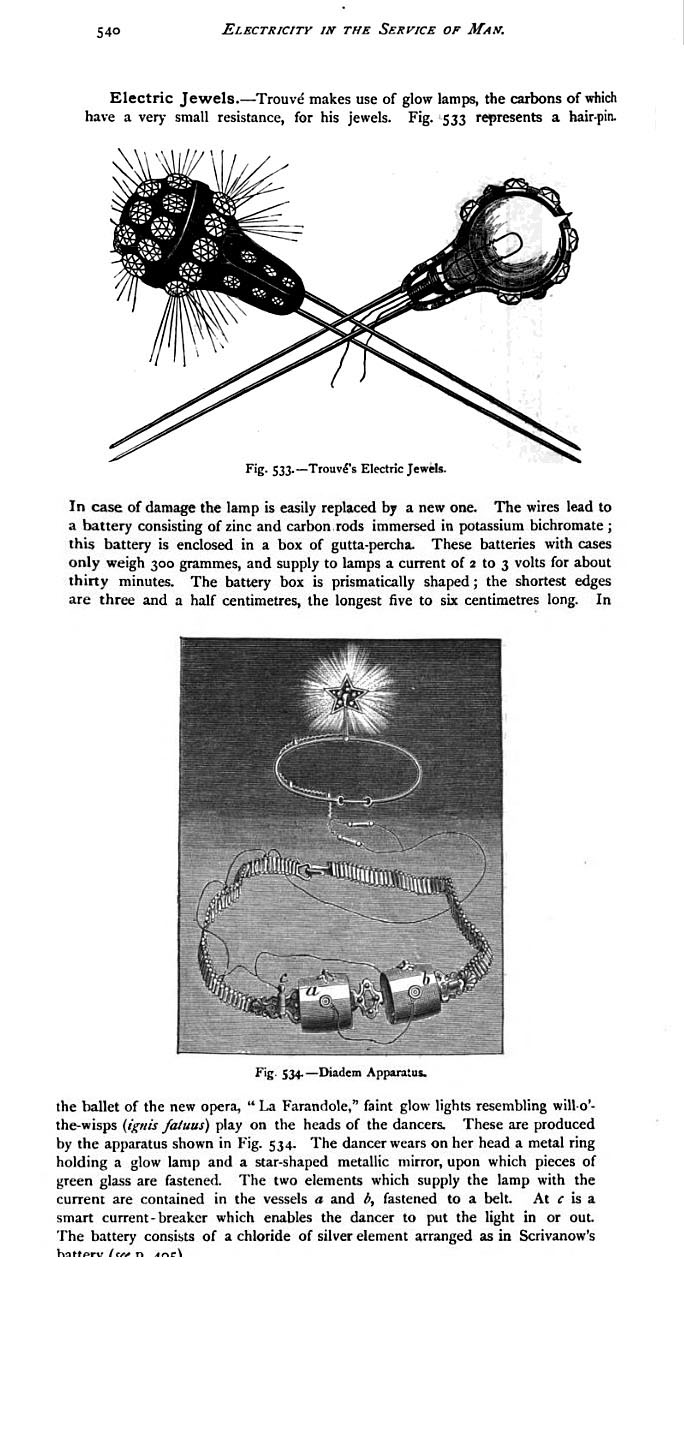 540 ELECTRICITY IN THE SERVICE OF MAN.
Electric Jewels.—Trouvé makes use of glow lamps, the carbons of which
have a very small resistance, for his jewels. Fig. 533 represents a hair-pin.
Fig. 533.—Trouvé's Electric Jewels.
In case of damage the lamp is easily replaced by a new one. The wires lead to
a battery consisting of zinc and carbon rods immersed in potassium bichromate ;
this battery is enclosed in a box of gutta-percha. These batteries with cases
only weigh 300 grammes, and supply to lamps a current of 2 to 3 volts for about
thirty minutes. The battery box is prismatically shaped ; the shortest edges
are three and a half centimetres, the longest five to six centimetres long. In
c a b
Fig. 534.—Diadem Apparatus.
the ballet of the new opera, “ La Farandole,” faint glow lights resembling will-o'-
the-wisps (ignis fatuus) play on the heads of the dancers. These are produced
by the apparatus shown in Fig. 534. The dancer wears on her head a metal ring
holding a glow lamp and a star-shaped metallic mirror, upon which pieces of
green glass are fastened. The two elements which supply the lamp with the
current are contained in the vessels a and b, fastened to a belt. At c is a
smart current-breaker which enables the dancer to put the light in or out.
The battery consists of a chloride of silver element arranged as in Scrivanow's
battery (see p.